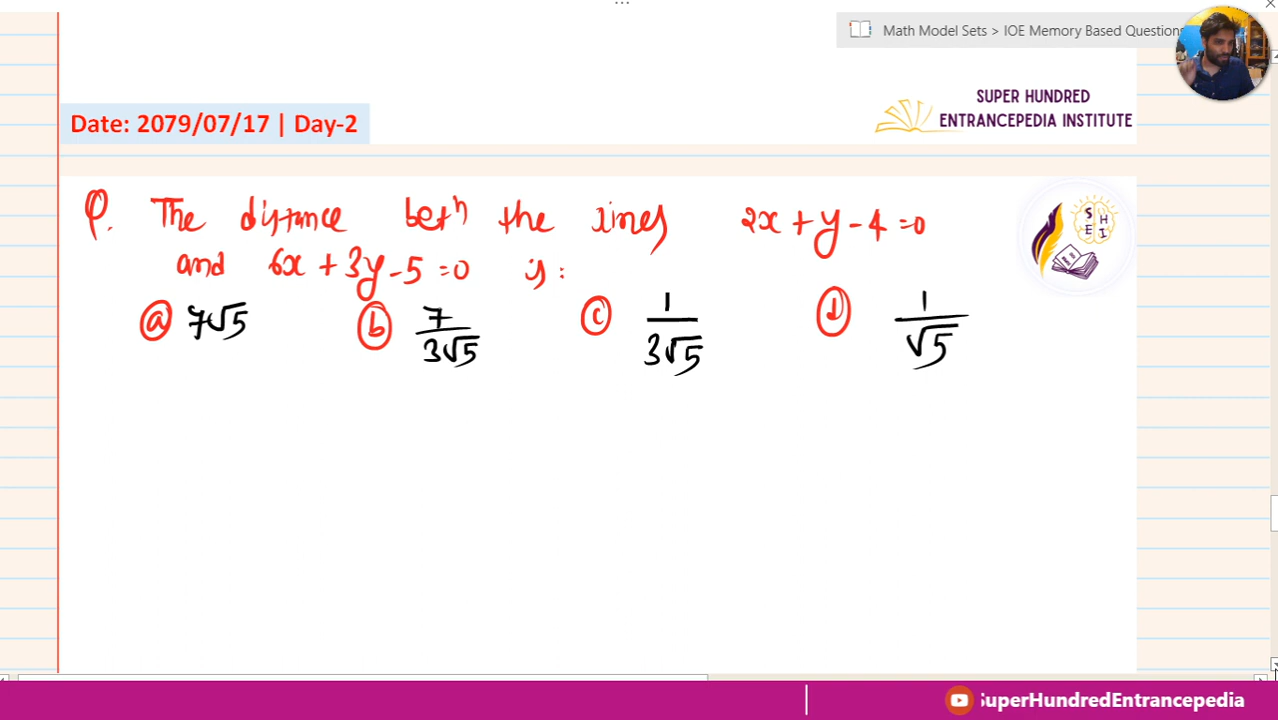 ...
Math Model Sets > IOE Memory Based Questions
SUPER HUNDRED
ENTRANCEPEDIA INSTITUTE
Date: 2079/07/17 | Day-2
Q. The distance betⁿ the lines 2x + y - 4 = 0
and 6x + 3y - 5 = 0 is :
ⓐ 7√5 ⓑ 7/3√5 ⓒ 1/3√5 ⓓ 1/√5
S H
E I
SuperHundredEntrancepedia